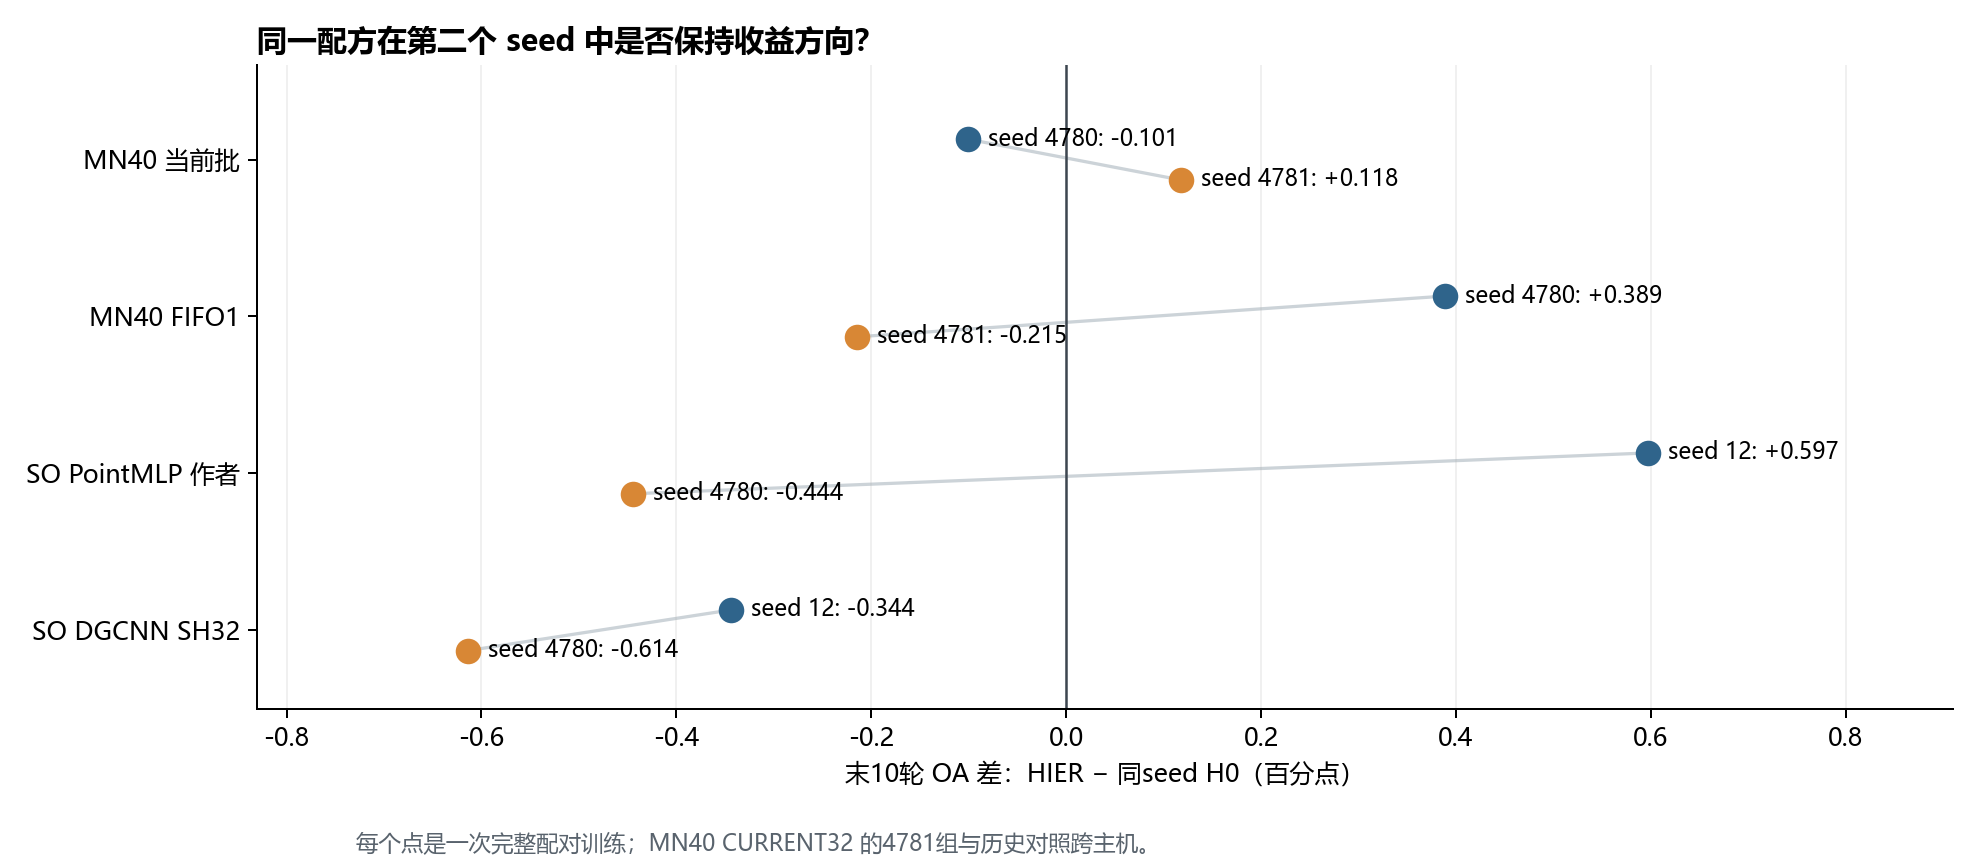 同一配方在第二个 seed 中是否保持收益方向？
MN40 当前批
seed 4780: -0.101
seed 4781: +0.118
MN40 FIFO1
seed 4780: +0.389
seed 4781: -0.215
SO PointMLP 作者
seed 12: +0.597
seed 4780: -0.444
SO DGCNN SH32
seed 12: -0.344
seed 4780: -0.614
-0.8 -0.6 -0.4 -0.2 0.0 0.2 0.4 0.6 0.8
末10轮 OA 差：HIER − 同seed H0（百分点）
每个点是一次完整配对训练；MN40 CURRENT32 的4781组与历史对照跨主机。